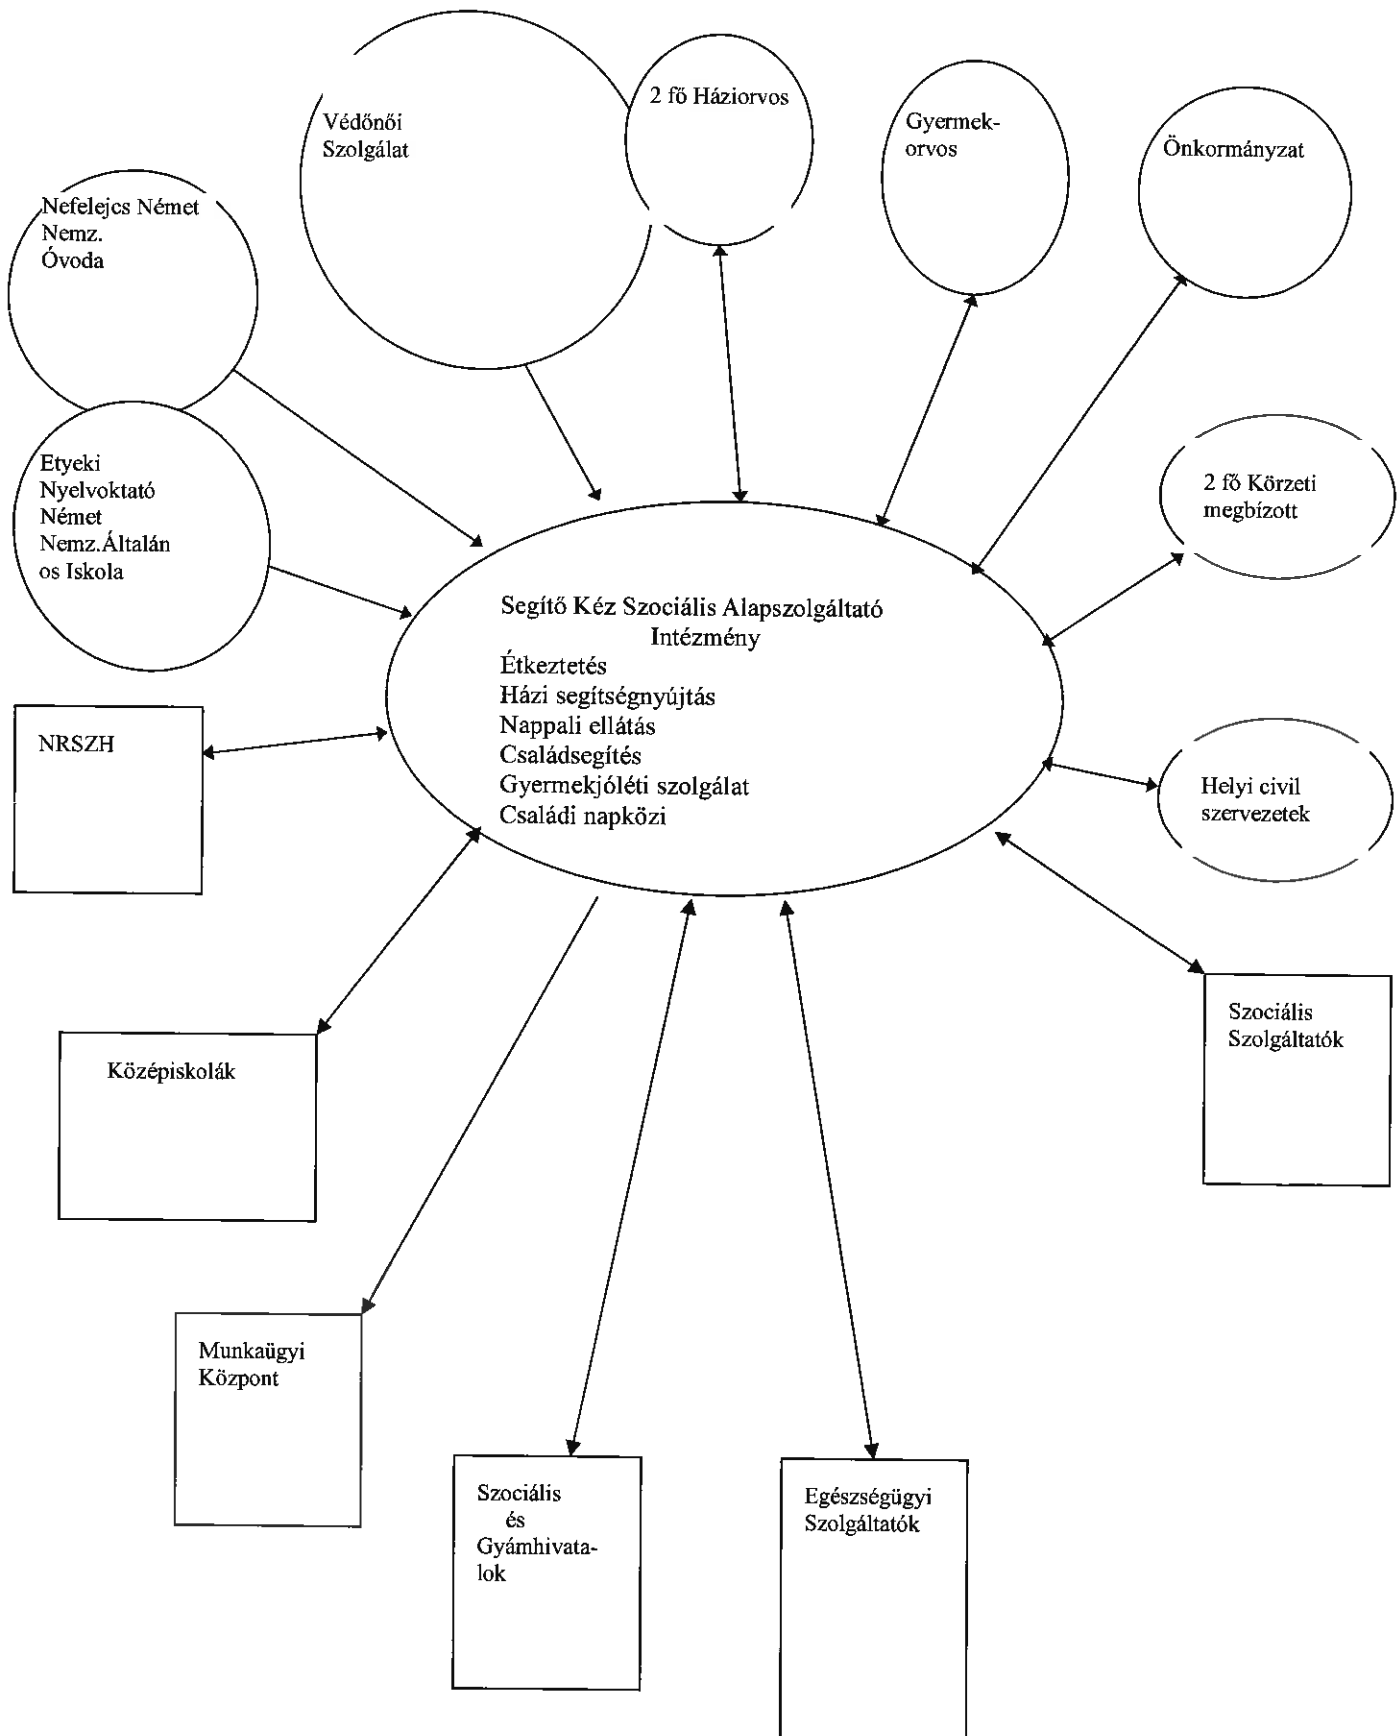 Védőnői
Szolgálat
2 fő Háziorvos
Gyermek-
orvos
Önkormányzat
Nefelejcs Német
Nemz.
Óvoda
Etyeki
Nyelvoktató
Német
Nemz.Általán
os Iskola
2 fő Körzeti
megbízott
Segítő Kéz Szociális Alapszolgáltató
Intézmény
Étkeztetés
Házi segítségnyújtás
Nappali ellátás
Családsegítés
Gyermekjóléti szolgálat
Családi napközi
NRSZH
Helyi civil
szervezetek
Szociális
Szolgáltatók
Középiskolák
Munkaügyi
Központ
Szociális
és
Gyámhivata-
lok
Egészségügyi
Szolgáltatók